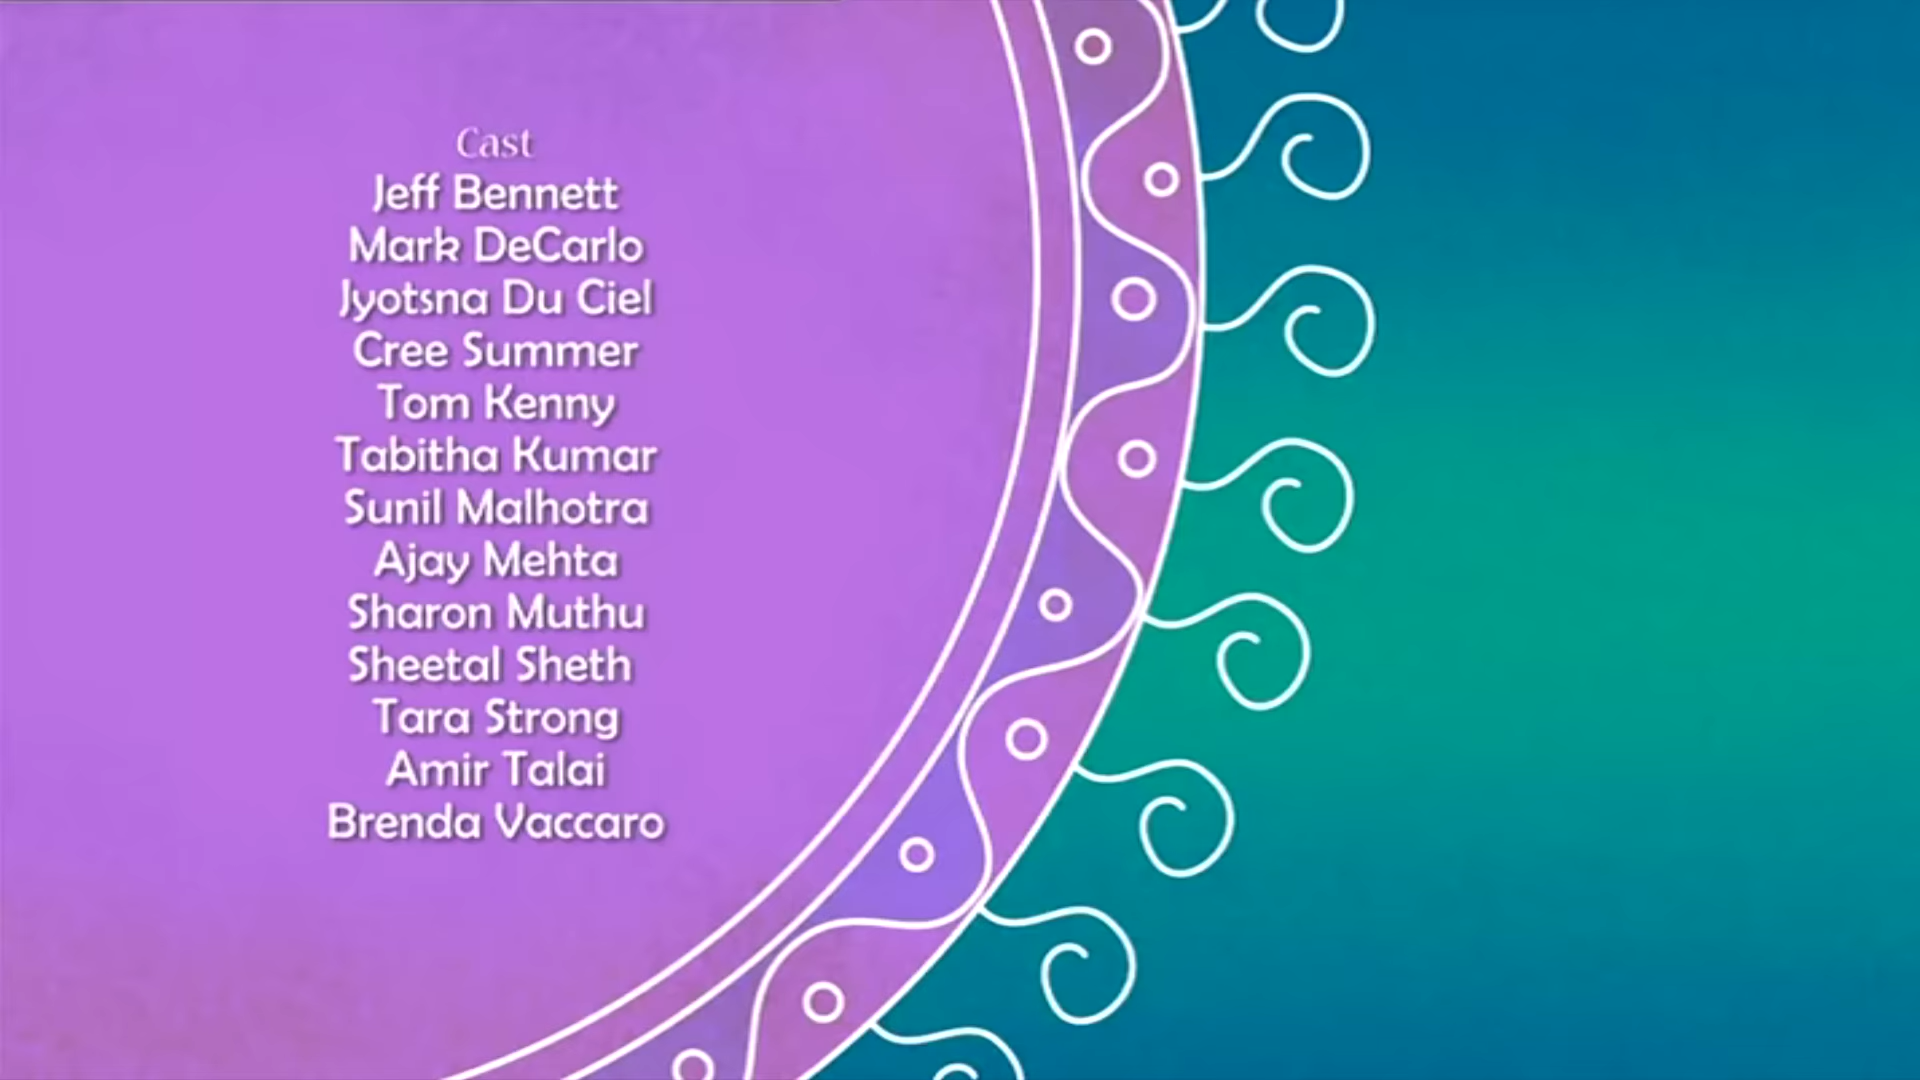 Cast
Jeff Bennett
Mark DeCarlo
Jyotsna Du Ciel
Cree Summer
Tom Kenny
Tabitha Kumar
Sunil Malhotra
Ajay Mehta
Sharon Muthu
Sheetal Sheth
Tara Strong
Amir Talai
Brenda Vaccaro